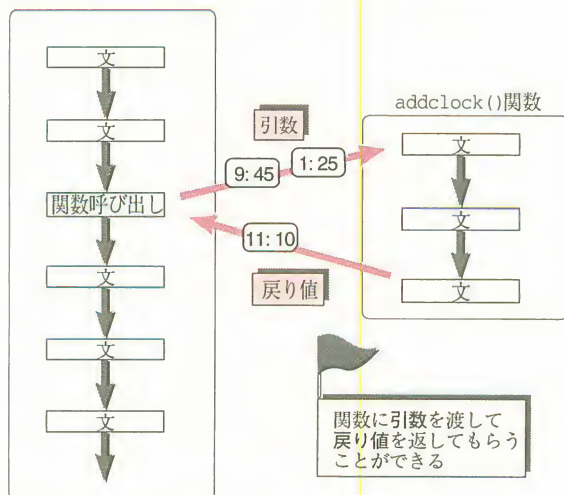 文
文
関数呼び出し
文
文
文
引数
9:45
1:25
11:10
戻り値
addclock()関数
文
文
文
関数に引数を渡して
戻り値を返してもらう
ことができる